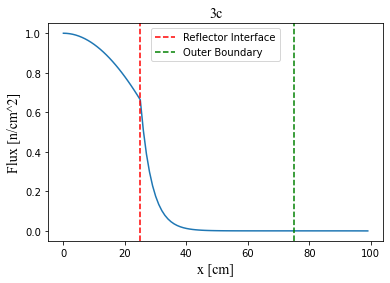 3c
Flux [n/cm^2]
1.0
0.8
0.6
0.4
0.2
0.0
Reflector Interface
Outer Boundary
0 20 40 60 80 100
x [cm]